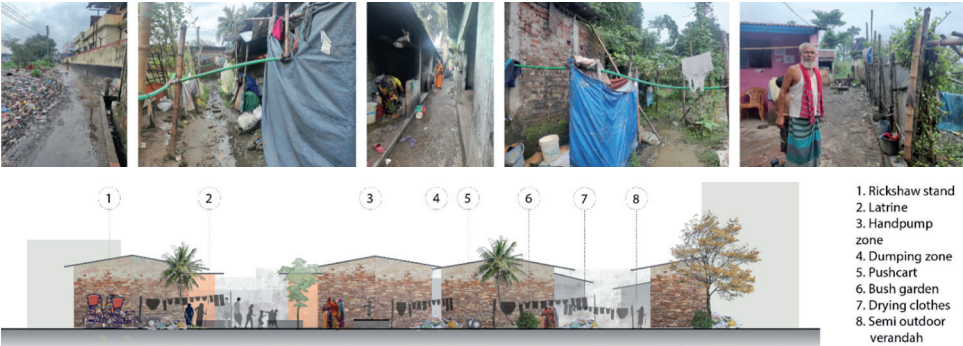 1 2 3 4 5 6 7 8
1. Rickshaw stand
2. Latrine
3. Handpump
zone
4. Dumping zone
5. Pushcart
6. Bush garden
7. Drying clothes
8. Semi outdoor
verandah